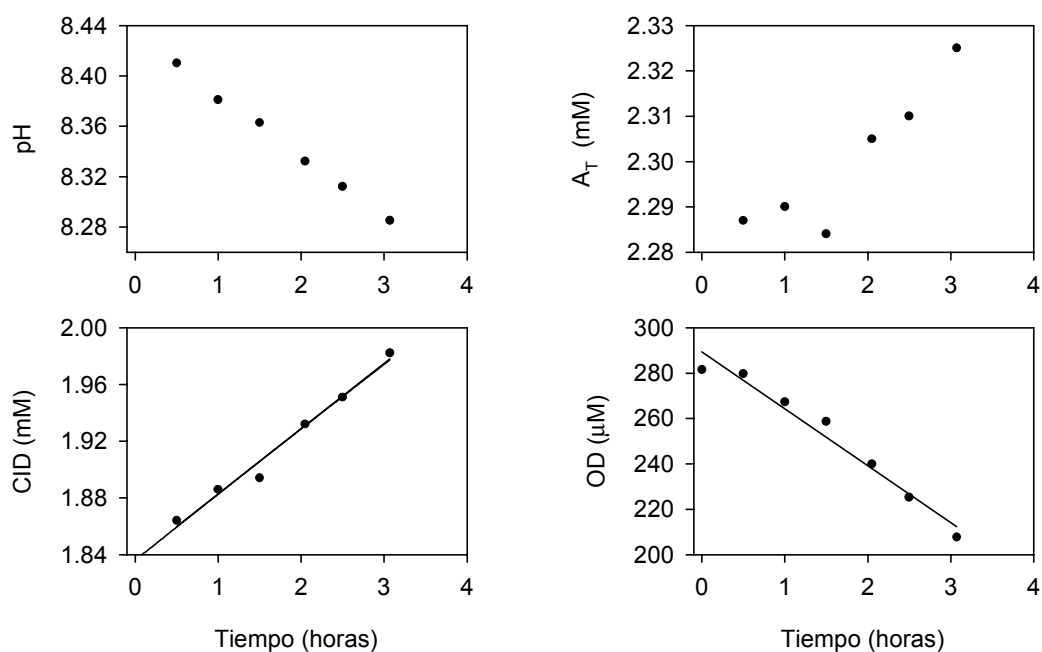 8.44
8.40
8.36
8.32
8.28
pH
0 1 2 3 4
2.33
2.32
2.31
2.30
2.29
2.28
A_T (mM)
0 1 2 3 4
2.00
1.96
1.92
1.88
1.84
CID (mM)
0 1 2 3 4
Tiempo (horas)
300
280
260
240
220
200
OD (μM)
0 1 2 3 4
Tiempo (horas)